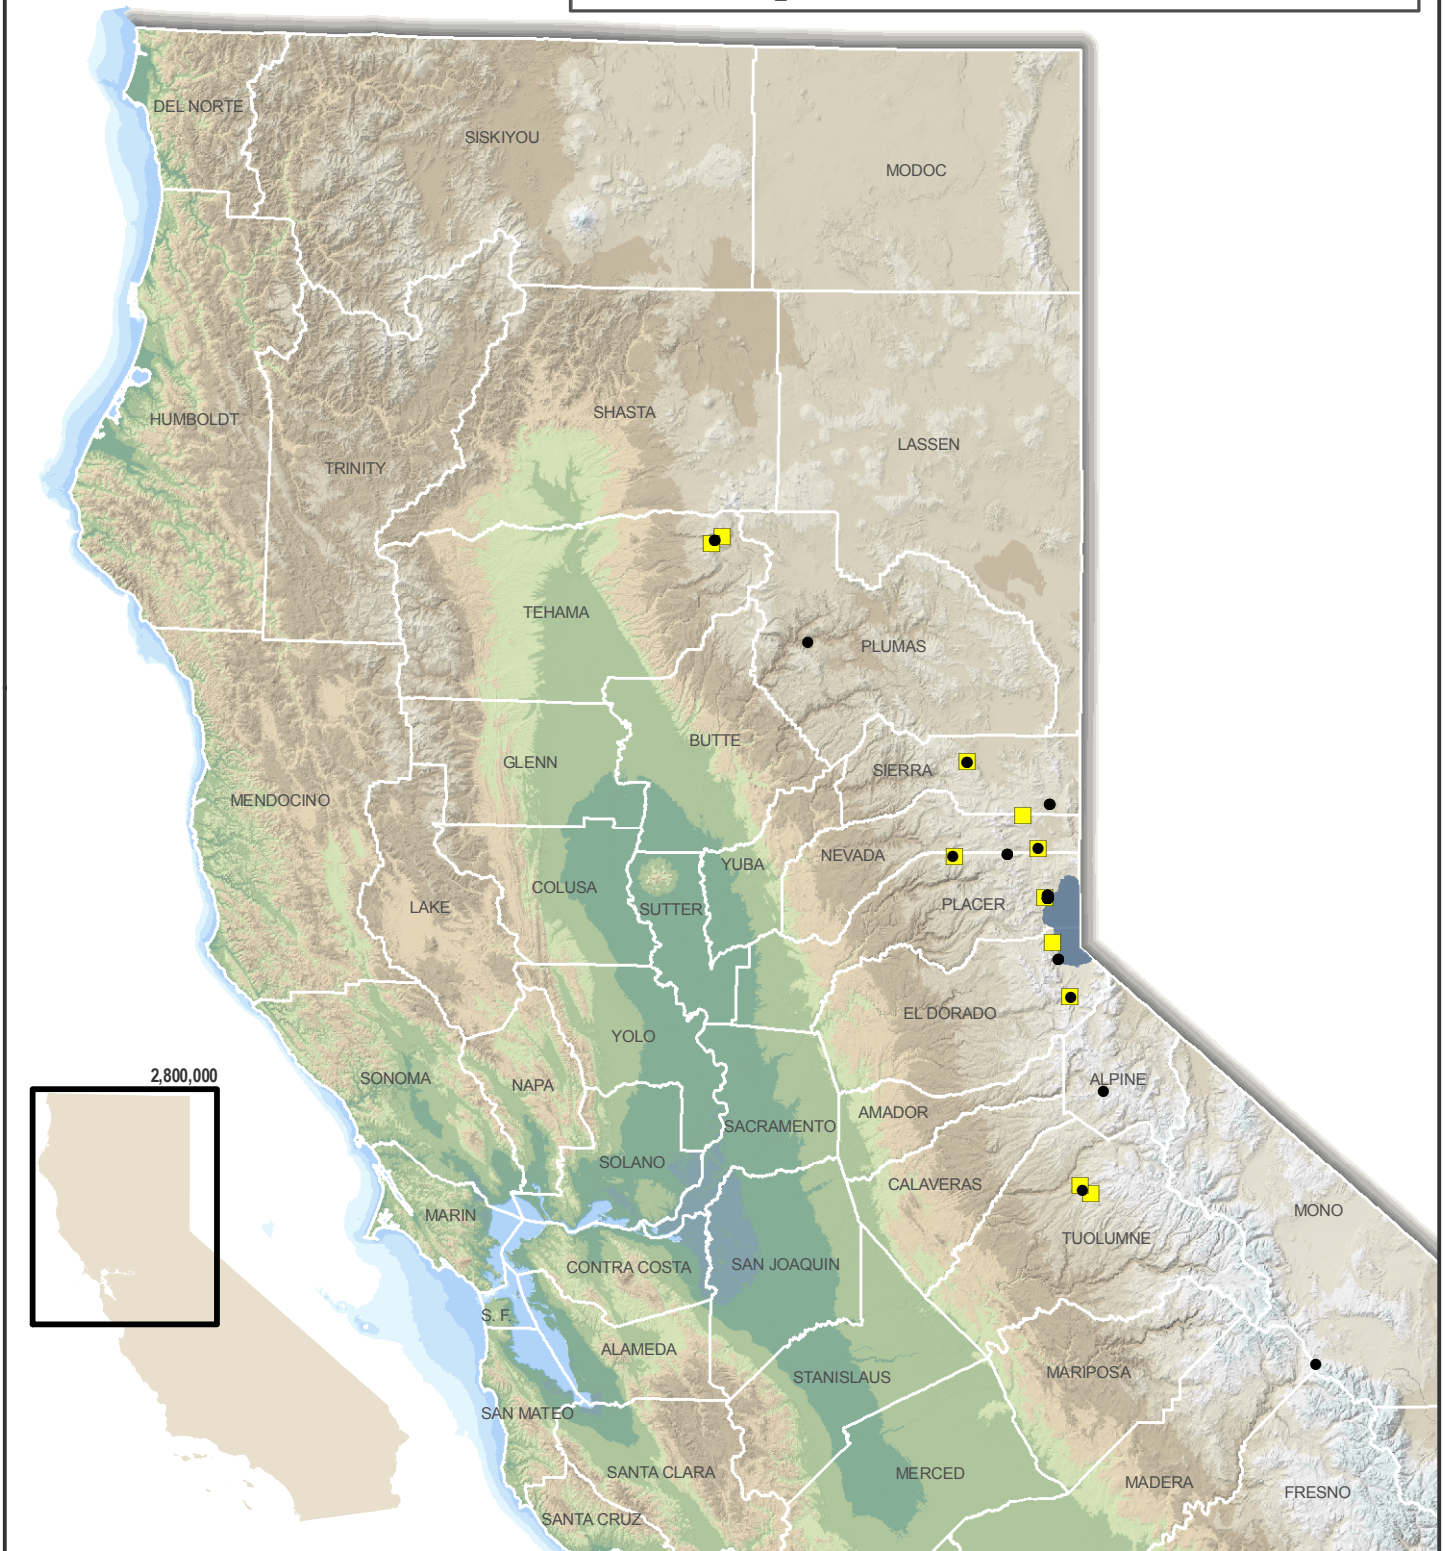 DEL NORTE
SISKIYOU
MODOC
HUMBOLDT
SHASTA
LASSEN
TRINITY
TEHAMA
PLUMAS
BUTTE
GLENN
SIERRA
MENDOCINO
NEVADA
YUBA
COLUSA
LAKE
SUTTER
PLACER
EL DORADO
YOLO
2,800,000
SONOMA
NAPA
ALPINE
AMADOR
SACRAMENTO
SOLANO
CALAVERAS
MARIN
MONO
TUOLUMNE
CONTRA COSTA
SAN JOAQUIN
S. F.
ALAMEDA
MARIPOSA
STANISLAUS
SAN MATEO
SANTA CLARA
MERCED
MADERA
FRESNO
SANTA CRUZ